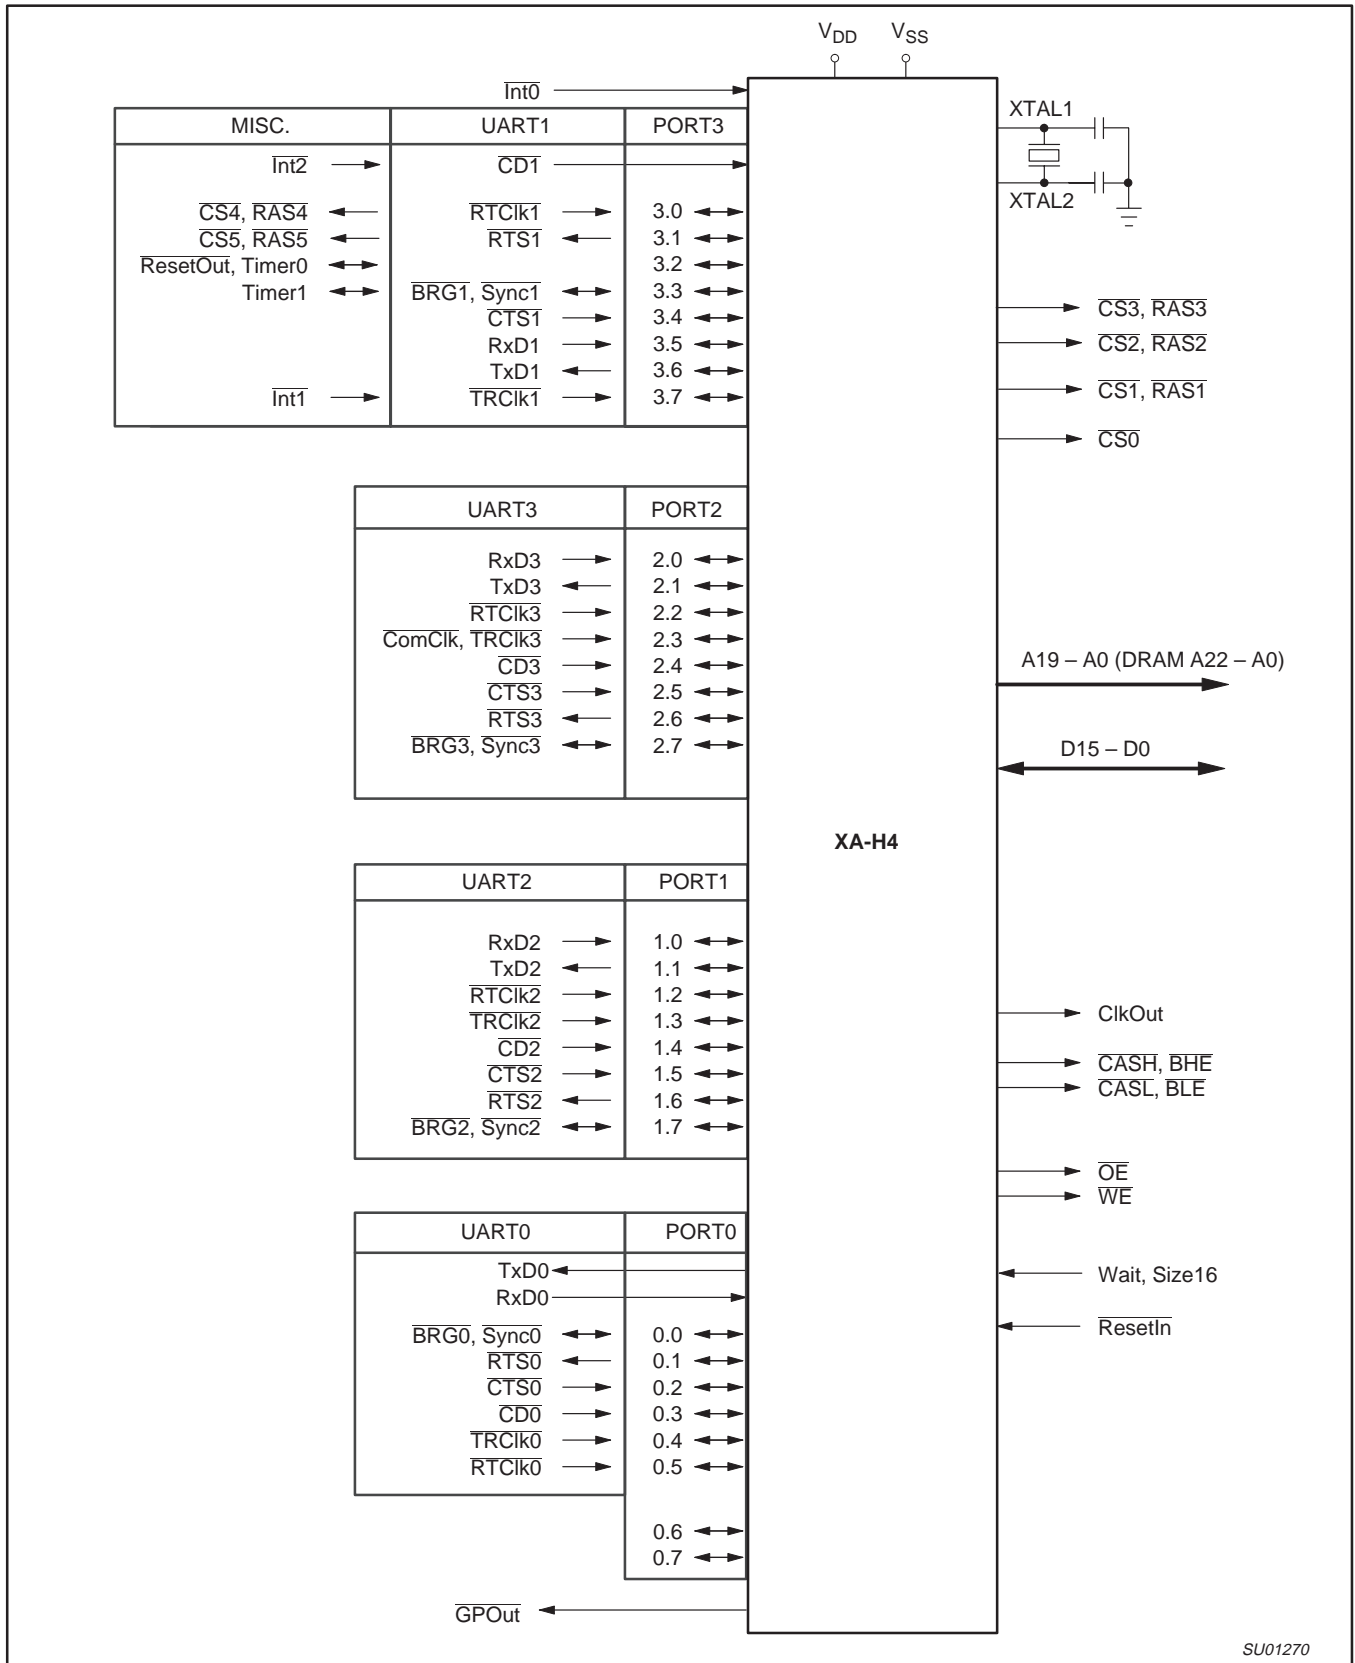 VDD VSS
Int0
MISC. UART1 PORT3
Int2 CD1
CS4, RAS4 RTClk1 3.0
CS5, RAS5 RTS1 3.1
ResetOut, Timer0 3.2
Timer1 BRG1, Sync1 3.3
CTS1 3.4
RxD1 3.5
TxD1 3.6
Int1 TRClk1 3.7
XTAL1
XTAL2
CS3, RAS3
CS2, RAS2
CS1, RAS1
CS0
UART3 PORT2
RxD3 2.0
TxD3 2.1
RTClk3 2.2
ComClk, TRClk3 2.3
CD3 2.4
CTS3 2.5
RTS3 2.6
BRG3, Sync3 2.7
A19 – A0 (DRAM A22 – A0)
D15 – D0
XA-H4
UART2 PORT1
RxD2 1.0
TxD2 1.1
RTClk2 1.2
TRClk2 1.3
CD2 1.4
CTS2 1.5
RTS2 1.6
BRG2, Sync2 1.7
ClkOut
CASH, BHE
CASL, BLE
OE
WE
Wait, Size16
ResetIn
UART0 PORT0
TxD0
RxD0
BRG0, Sync0 0.0
RTS0 0.1
CTS0 0.2
CD0 0.3
TRClk0 0.4
RTClk0 0.5
0.6
0.7
GPOut
SU01270